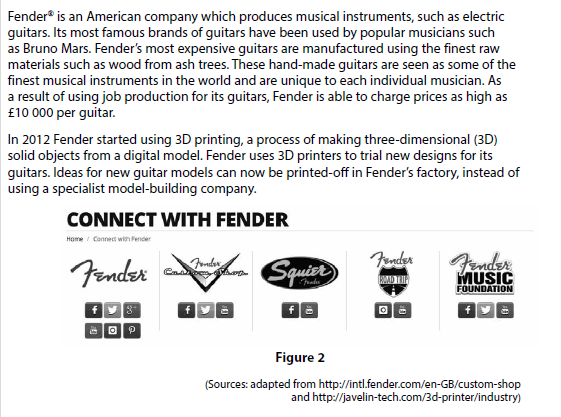 Fender® is an American company which produces musical instruments, such as electric
guitars. Its most famous brands of guitars have been used by popular musicians such
as Bruno Mars. Fender’s most expensive guitars are manufactured using the finest raw
materials such as wood from ash trees. These hand-made guitars are seen as some of the
finest musical instruments in the world and are unique to each individual musician. As
a result of using job production for its guitars, Fender is able to charge prices as high as
£10 000 per guitar.
In 2012 Fender started using 3D printing, a process of making three-dimensional (3D)
solid objects from a digital model. Fender uses 3D printers to trial new designs for its
guitars. Ideas for new guitar models can now be printed-off in Fender’s factory, instead of
using a specialist model-building company.
CONNECT WITH FENDER
Home / Connect with Fender
Fender
Fender
Custom Shop
Squier
Fender
Fender
ROAD TRIP
Fender
MUSIC
FOUNDATION
Figure 2
(Sources: adapted from http://intl.fender.com/en-GB/custom-shop
and http://javelin-tech.com/3d-printer/industry)